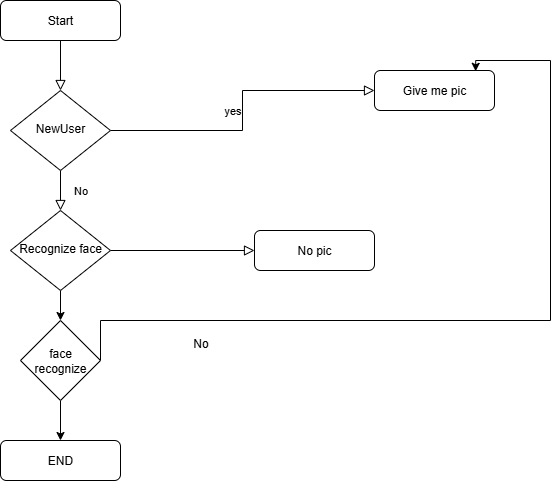 Start
NewUser
yes
Give me pic
No
Recognize face
No pic
No
face
recognize
END